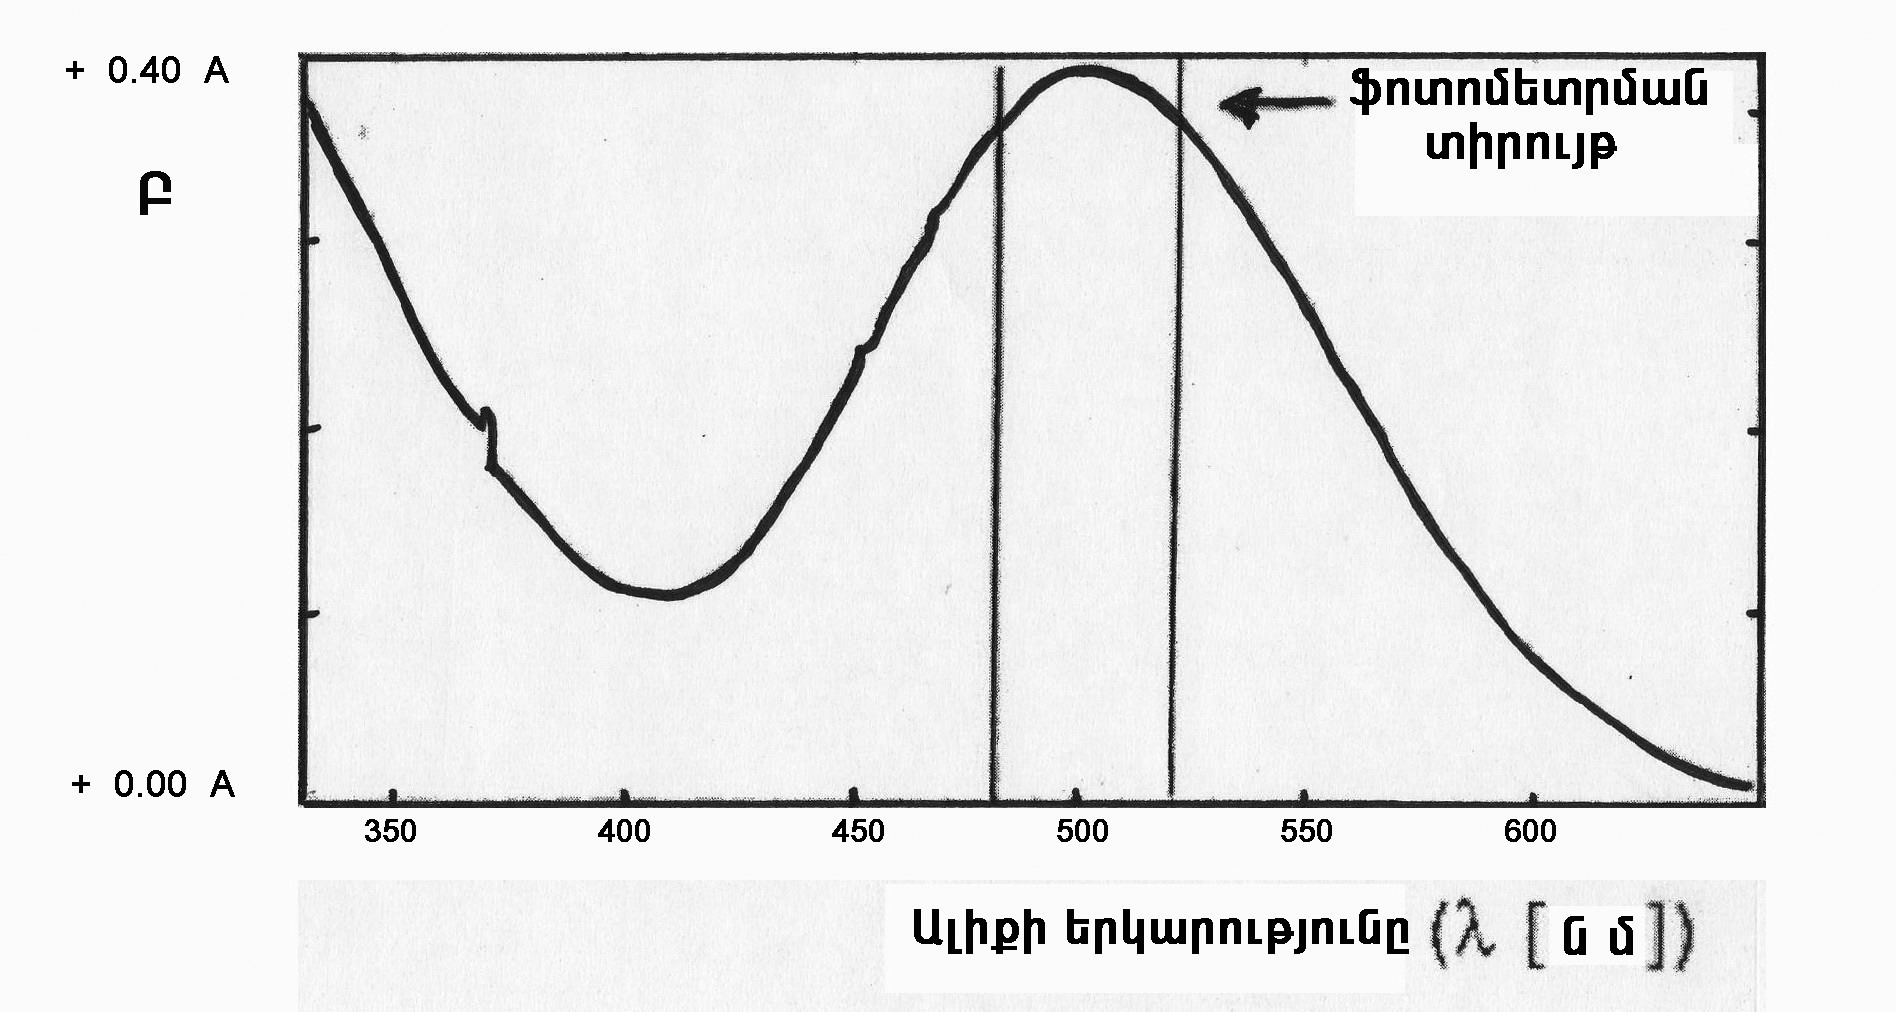 + 0.40 A
ֆոտոմետրման
տիրույթ
Բ
+ 0.00 A
350 400 450 500 550 600
Ալիքի երկարությունը (λ [ ն մ ])